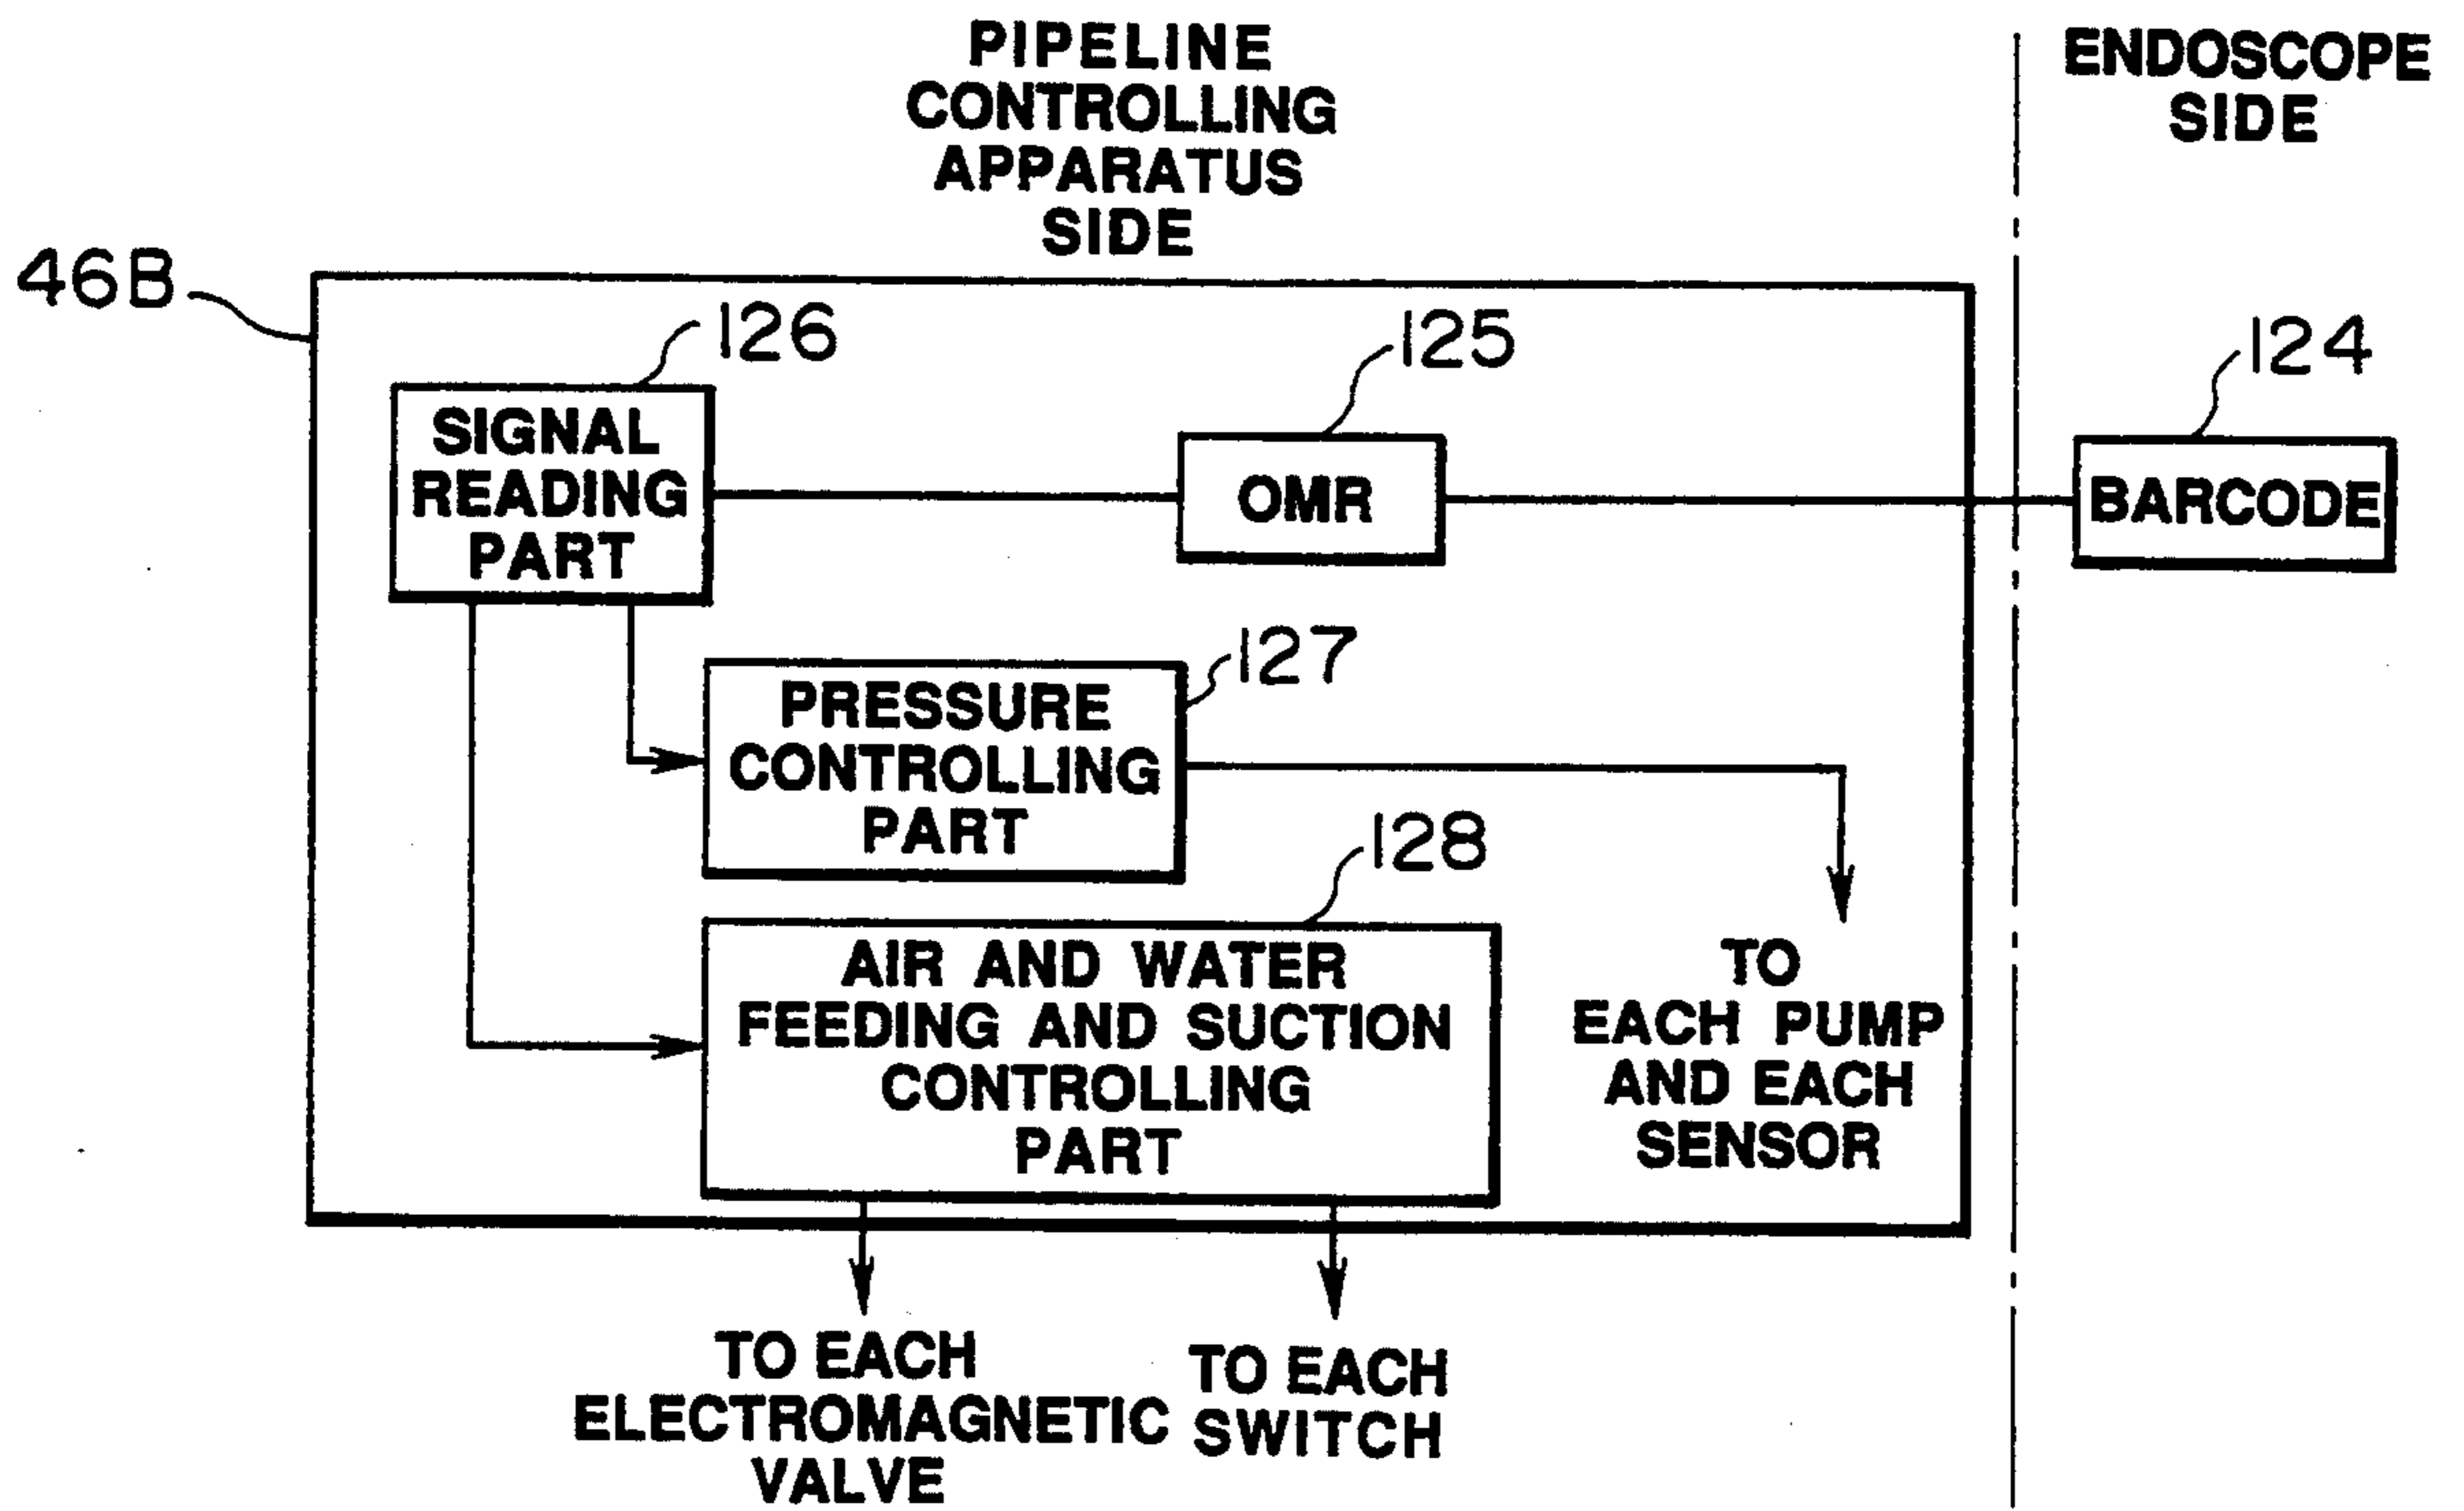 PIPELINE
CONTROLLING
APPARATUS
SIDE
ENDOSCOPE
SIDE
46B
126
125
124
SIGNAL
READING
PART
OMR
BARCODE
127
PRESSURE
CONTROLLING
PART
128
AIR AND WATER
FEEDING AND SUCTION
CONTROLLING
PART
TO
EACH PUMP
AND EACH
SENSOR
TO EACH
ELECTROMAGNETIC
VALVE
TO EACH
SWITCH